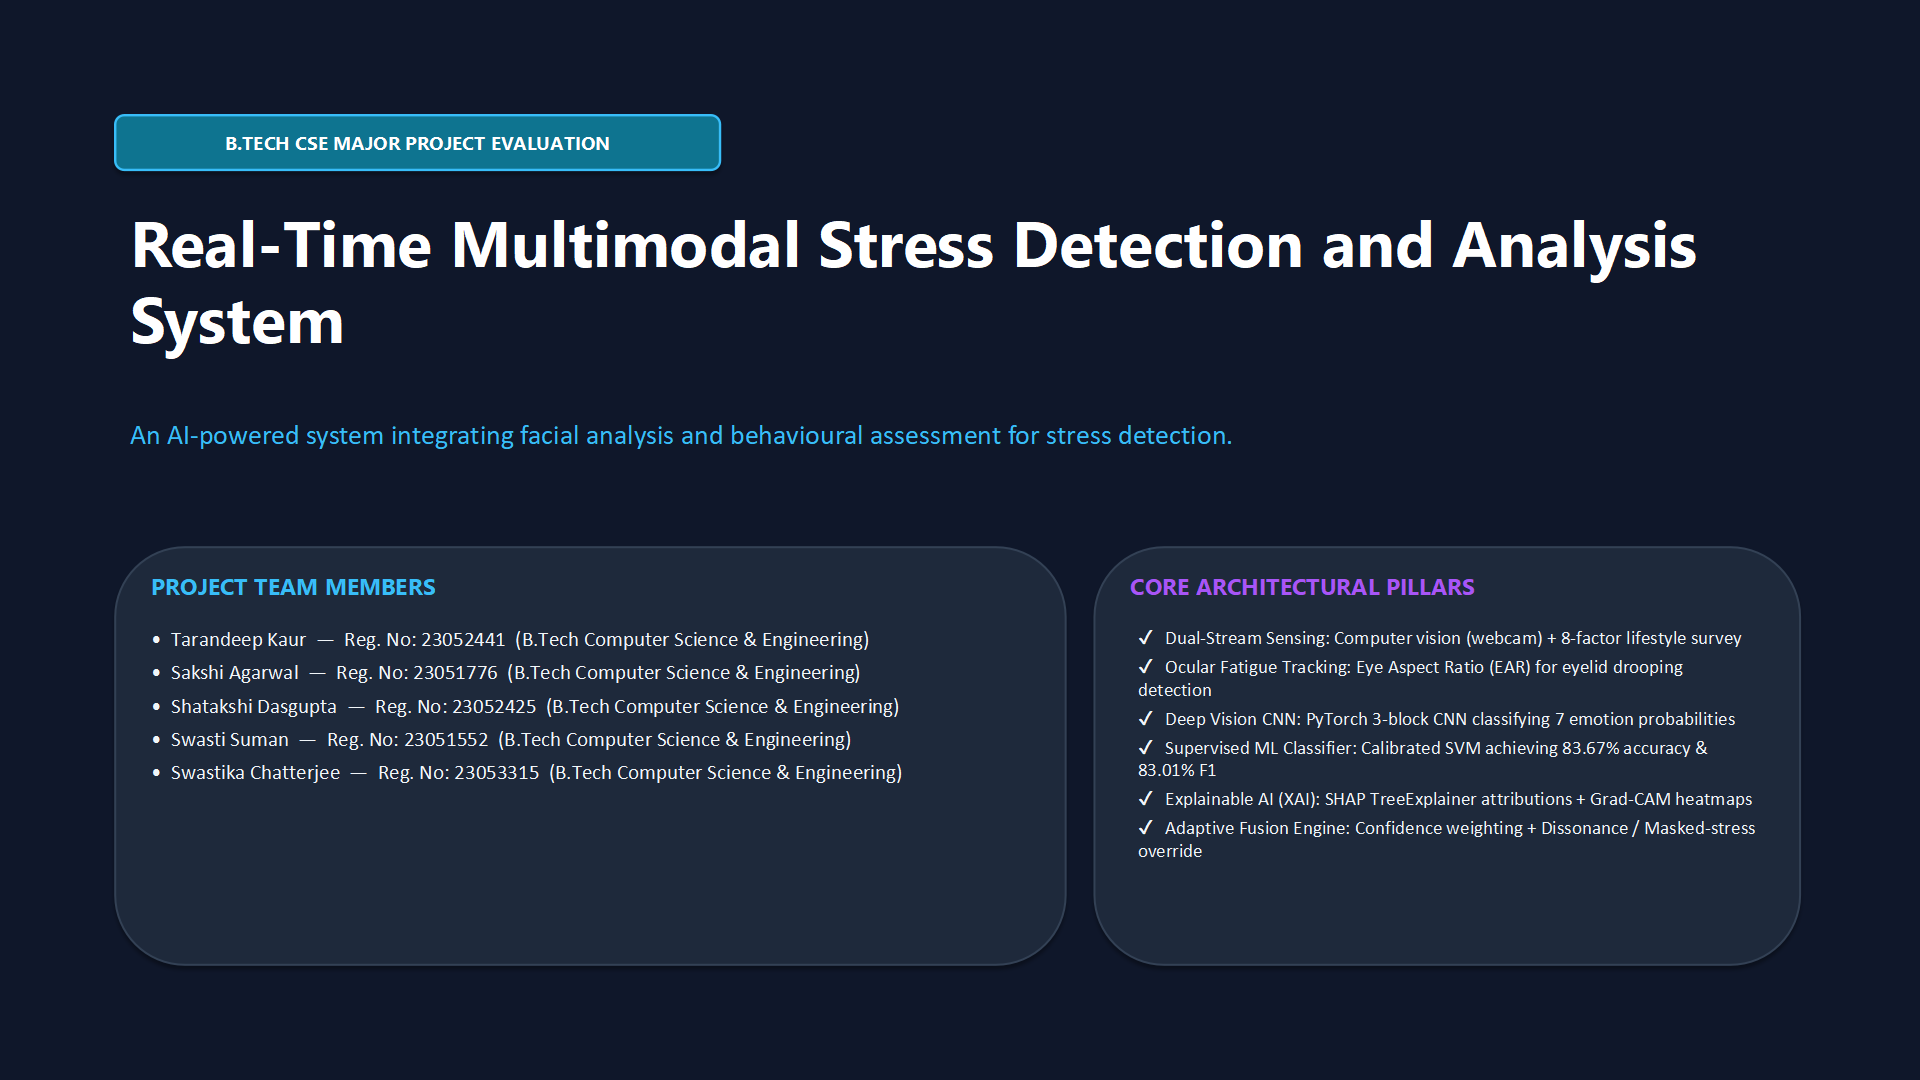 B.TECH CSE MAJOR PROJECT EVALUATION
Real-Time Multimodal Stress Detection and Analysis
System
An AI-powered system integrating facial analysis and behavioural assessment for stress detection.
PROJECT TEAM MEMBERS
• Tarandeep Kaur — Reg. No: 23052441 (B.Tech Computer Science & Engineering)
• Sakshi Agarwal — Reg. No: 23051776 (B.Tech Computer Science & Engineering)
• Shatakshi Dasgupta — Reg. No: 23052425 (B.Tech Computer Science & Engineering)
• Swasti Suman — Reg. No: 23051552 (B.Tech Computer Science & Engineering)
• Swastika Chatterjee — Reg. No: 23053315 (B.Tech Computer Science & Engineering)
CORE ARCHITECTURAL PILLARS
✓ Dual-Stream Sensing: Computer vision (webcam) + 8-factor lifestyle survey
✓ Ocular Fatigue Tracking: Eye Aspect Ratio (EAR) for eyelid drooping
detection
✓ Deep Vision CNN: PyTorch 3-block CNN classifying 7 emotion probabilities
✓ Supervised ML Classifier: Calibrated SVM achieving 83.67% accuracy &
83.01% F1
✓ Explainable AI (XAI): SHAP TreeExplainer attributions + Grad-CAM heatmaps
✓ Adaptive Fusion Engine: Confidence weighting + Dissonance / Masked-stress
override